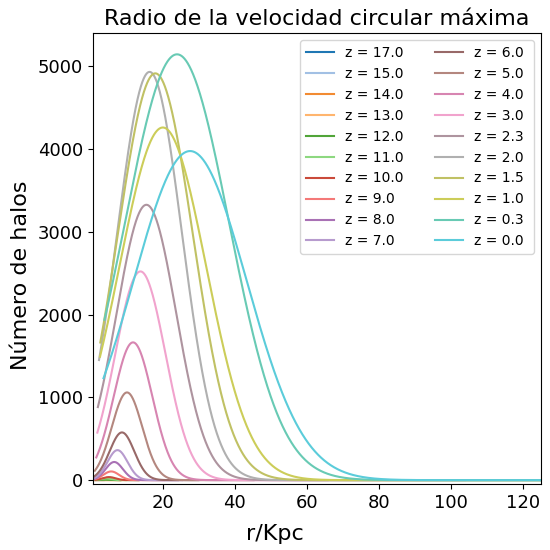 Radio de la velocidad circular máxima
Número de halos
5000
4000
3000
2000
1000
0
z = 17.0
z = 15.0
z = 14.0
z = 13.0
z = 12.0
z = 11.0
z = 10.0
z = 9.0
z = 8.0
z = 7.0
z = 6.0
z = 5.0
z = 4.0
z = 3.0
z = 2.3
z = 2.0
z = 1.5
z = 1.0
z = 0.3
z = 0.0
20 40 60 80 100 120
r/Kpc